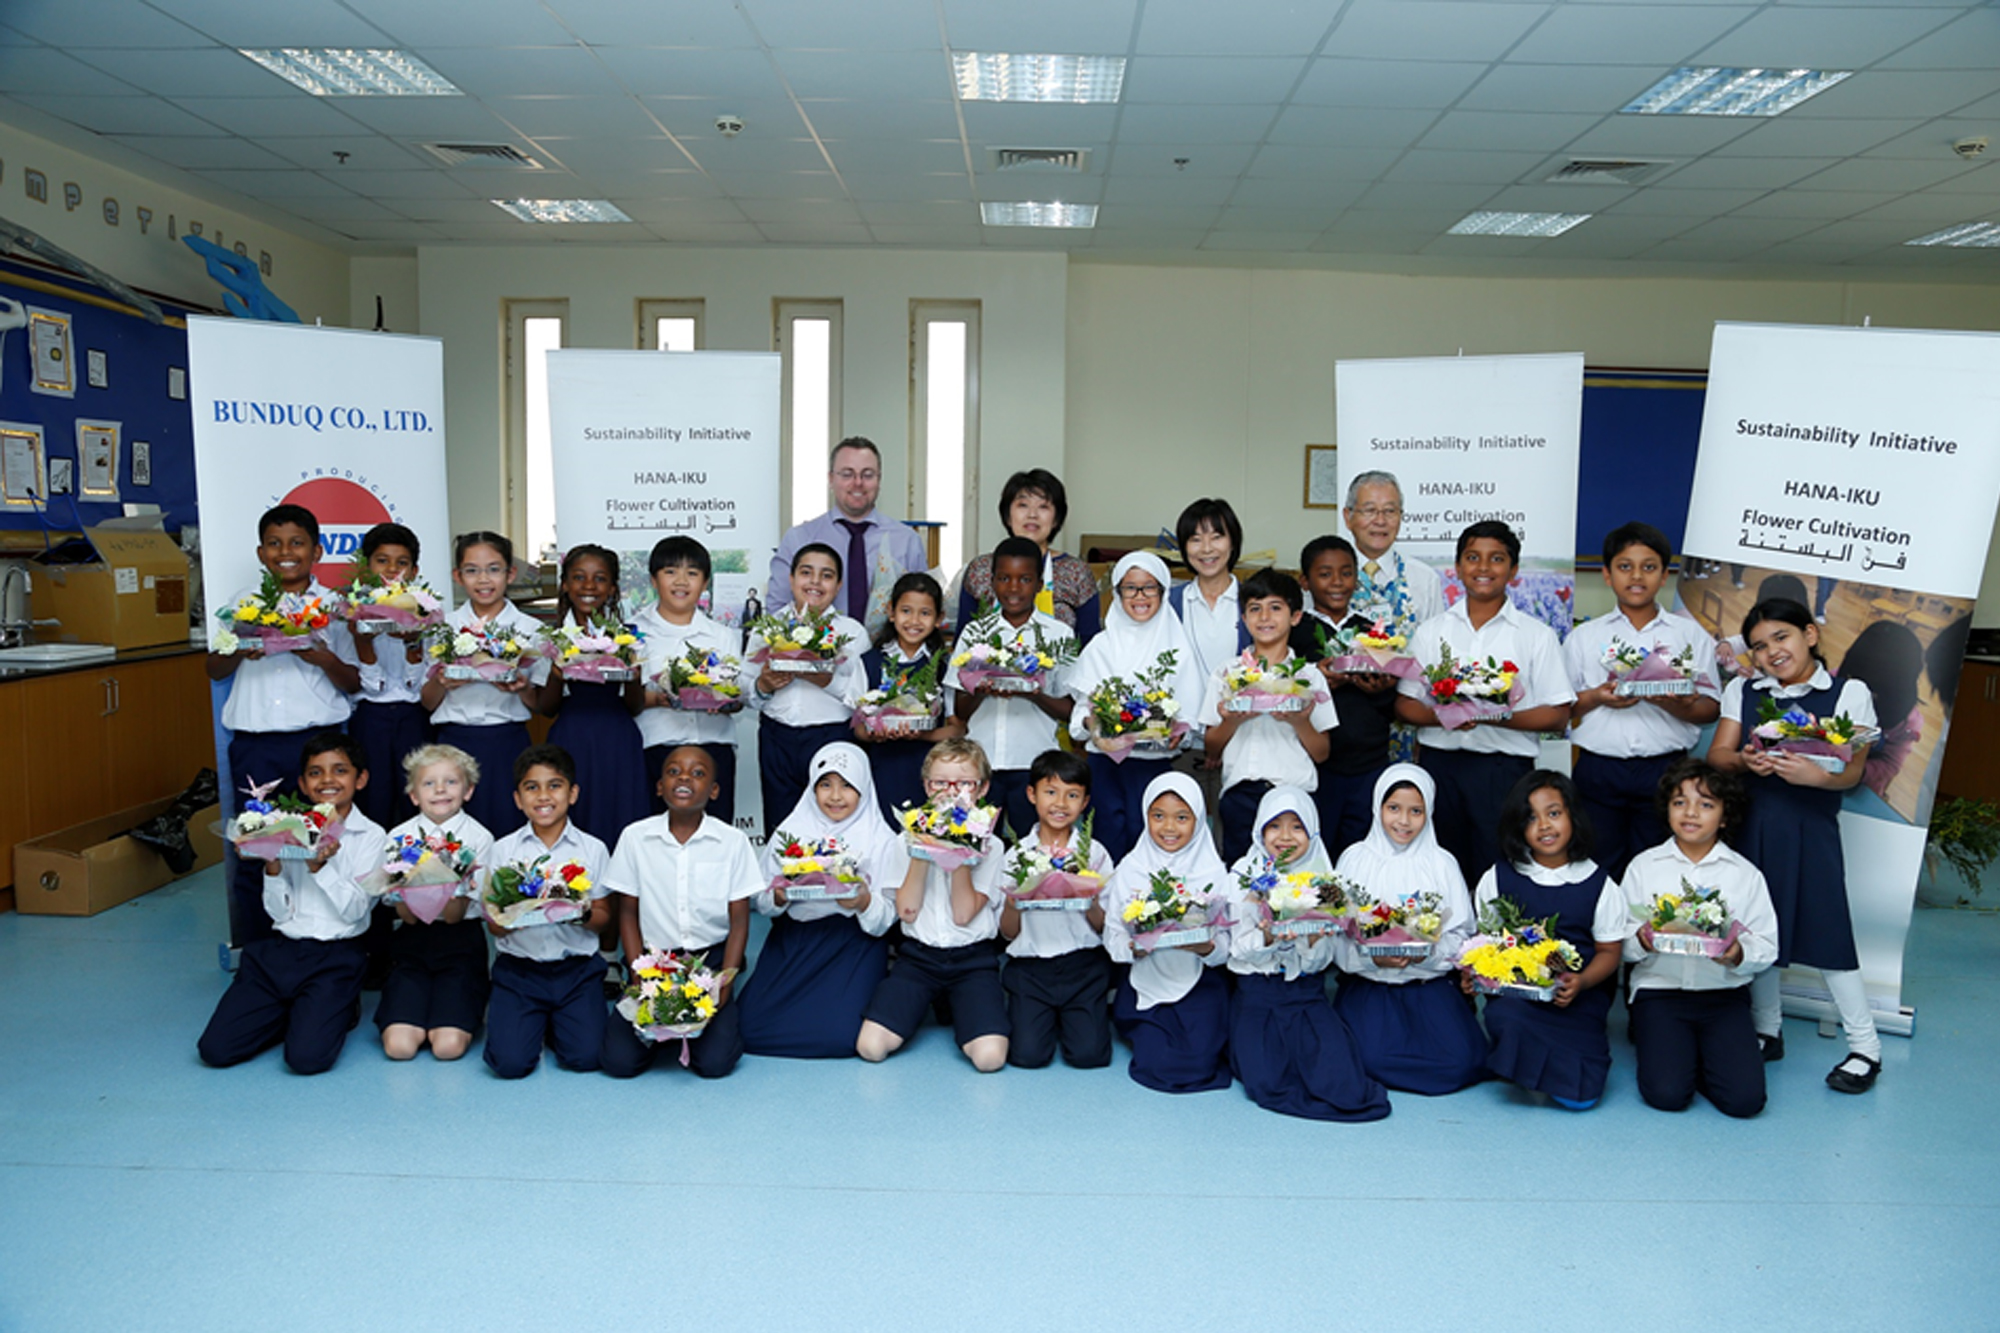 BUNDUQ CO., LTD.
PRODUCING
Sustainability Initiative
HANA-IKU
Flower Cultivation
فن البستنة
Sustainability Initiative
HANA-IKU
Flower Cultivation
فن البستنة
Sustainability Initiative
HANA-IKU
Flower Cultivation
فن البستنة